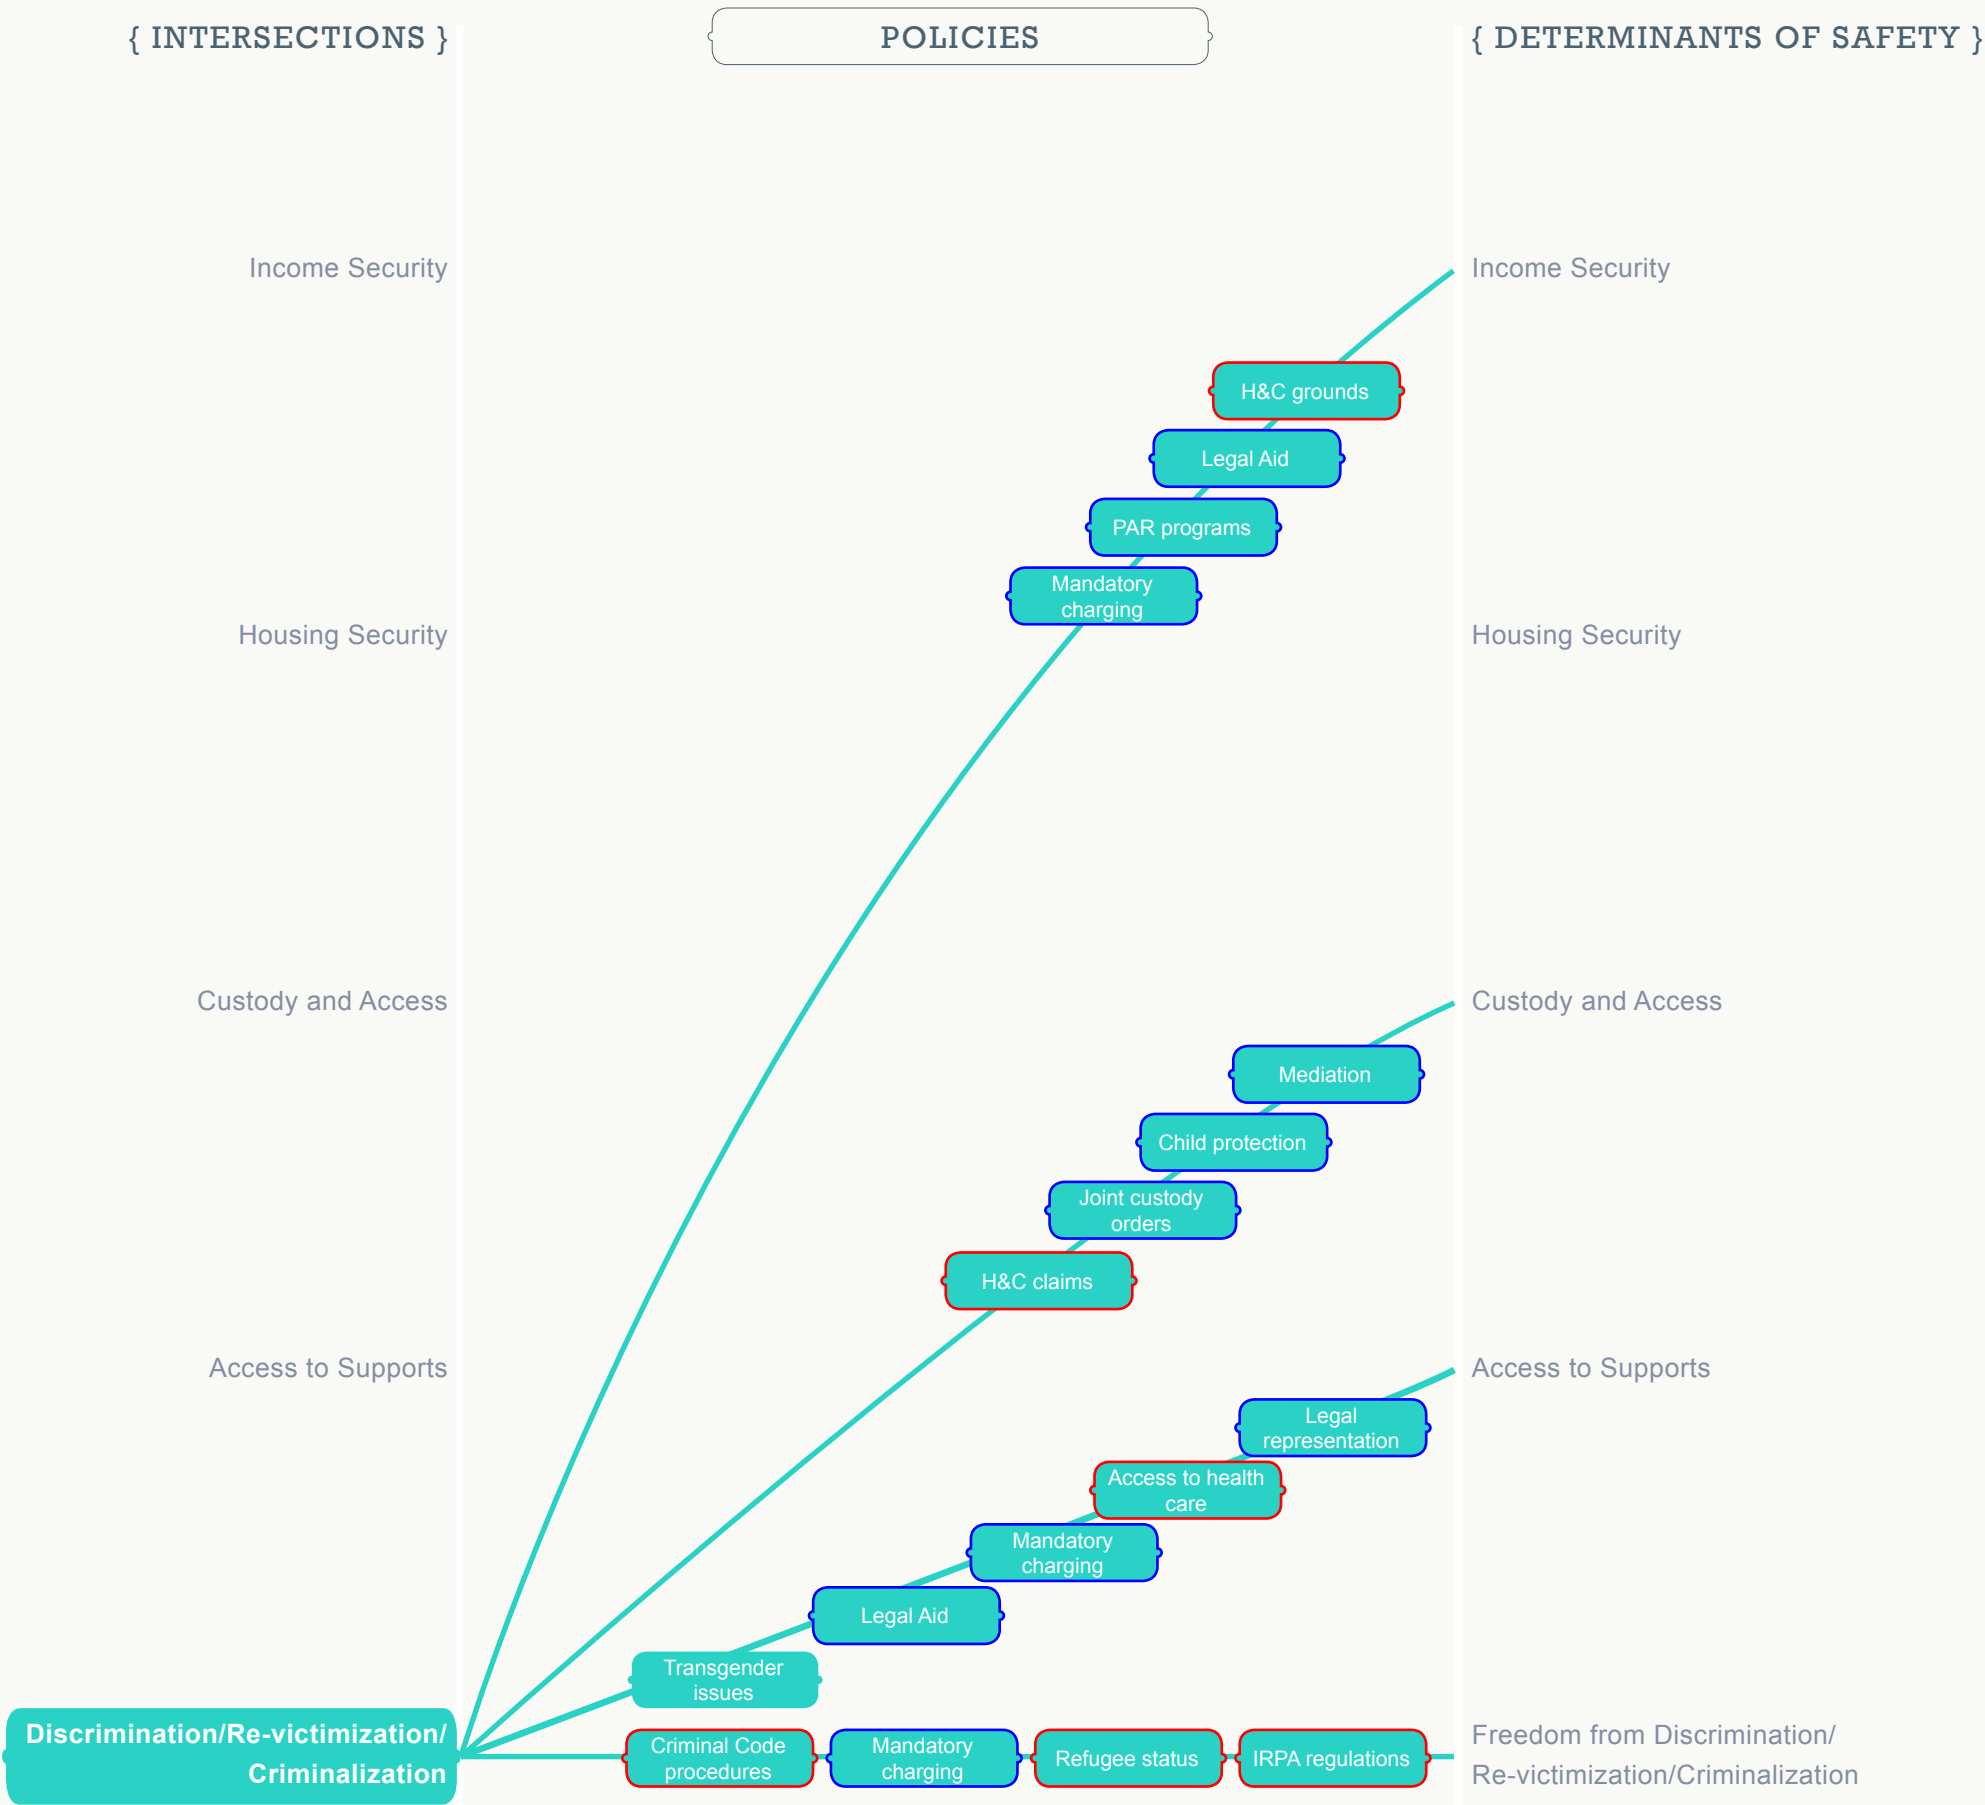 { INTERSECTIONS }
POLICIES
{ DETERMINANTS OF SAFETY }
Income Security
Income Security
H&C grounds
Legal Aid
PAR programs
Mandatory
charging
Housing Security
Housing Security
Custody and Access
Custody and Access
Mediation
Child protection
Joint custody
orders
H&C claims
Access to Supports
Access to Supports
Legal
representation
Access to health
care
Mandatory
charging
Legal Aid
Transgender
issues
Discrimination/Re-victimization/
Criminalization
Criminal Code
procedures
Mandatory
charging
Refugee status
IRPA regulations
Freedom from Discrimination/
Re-victimization/Criminalization